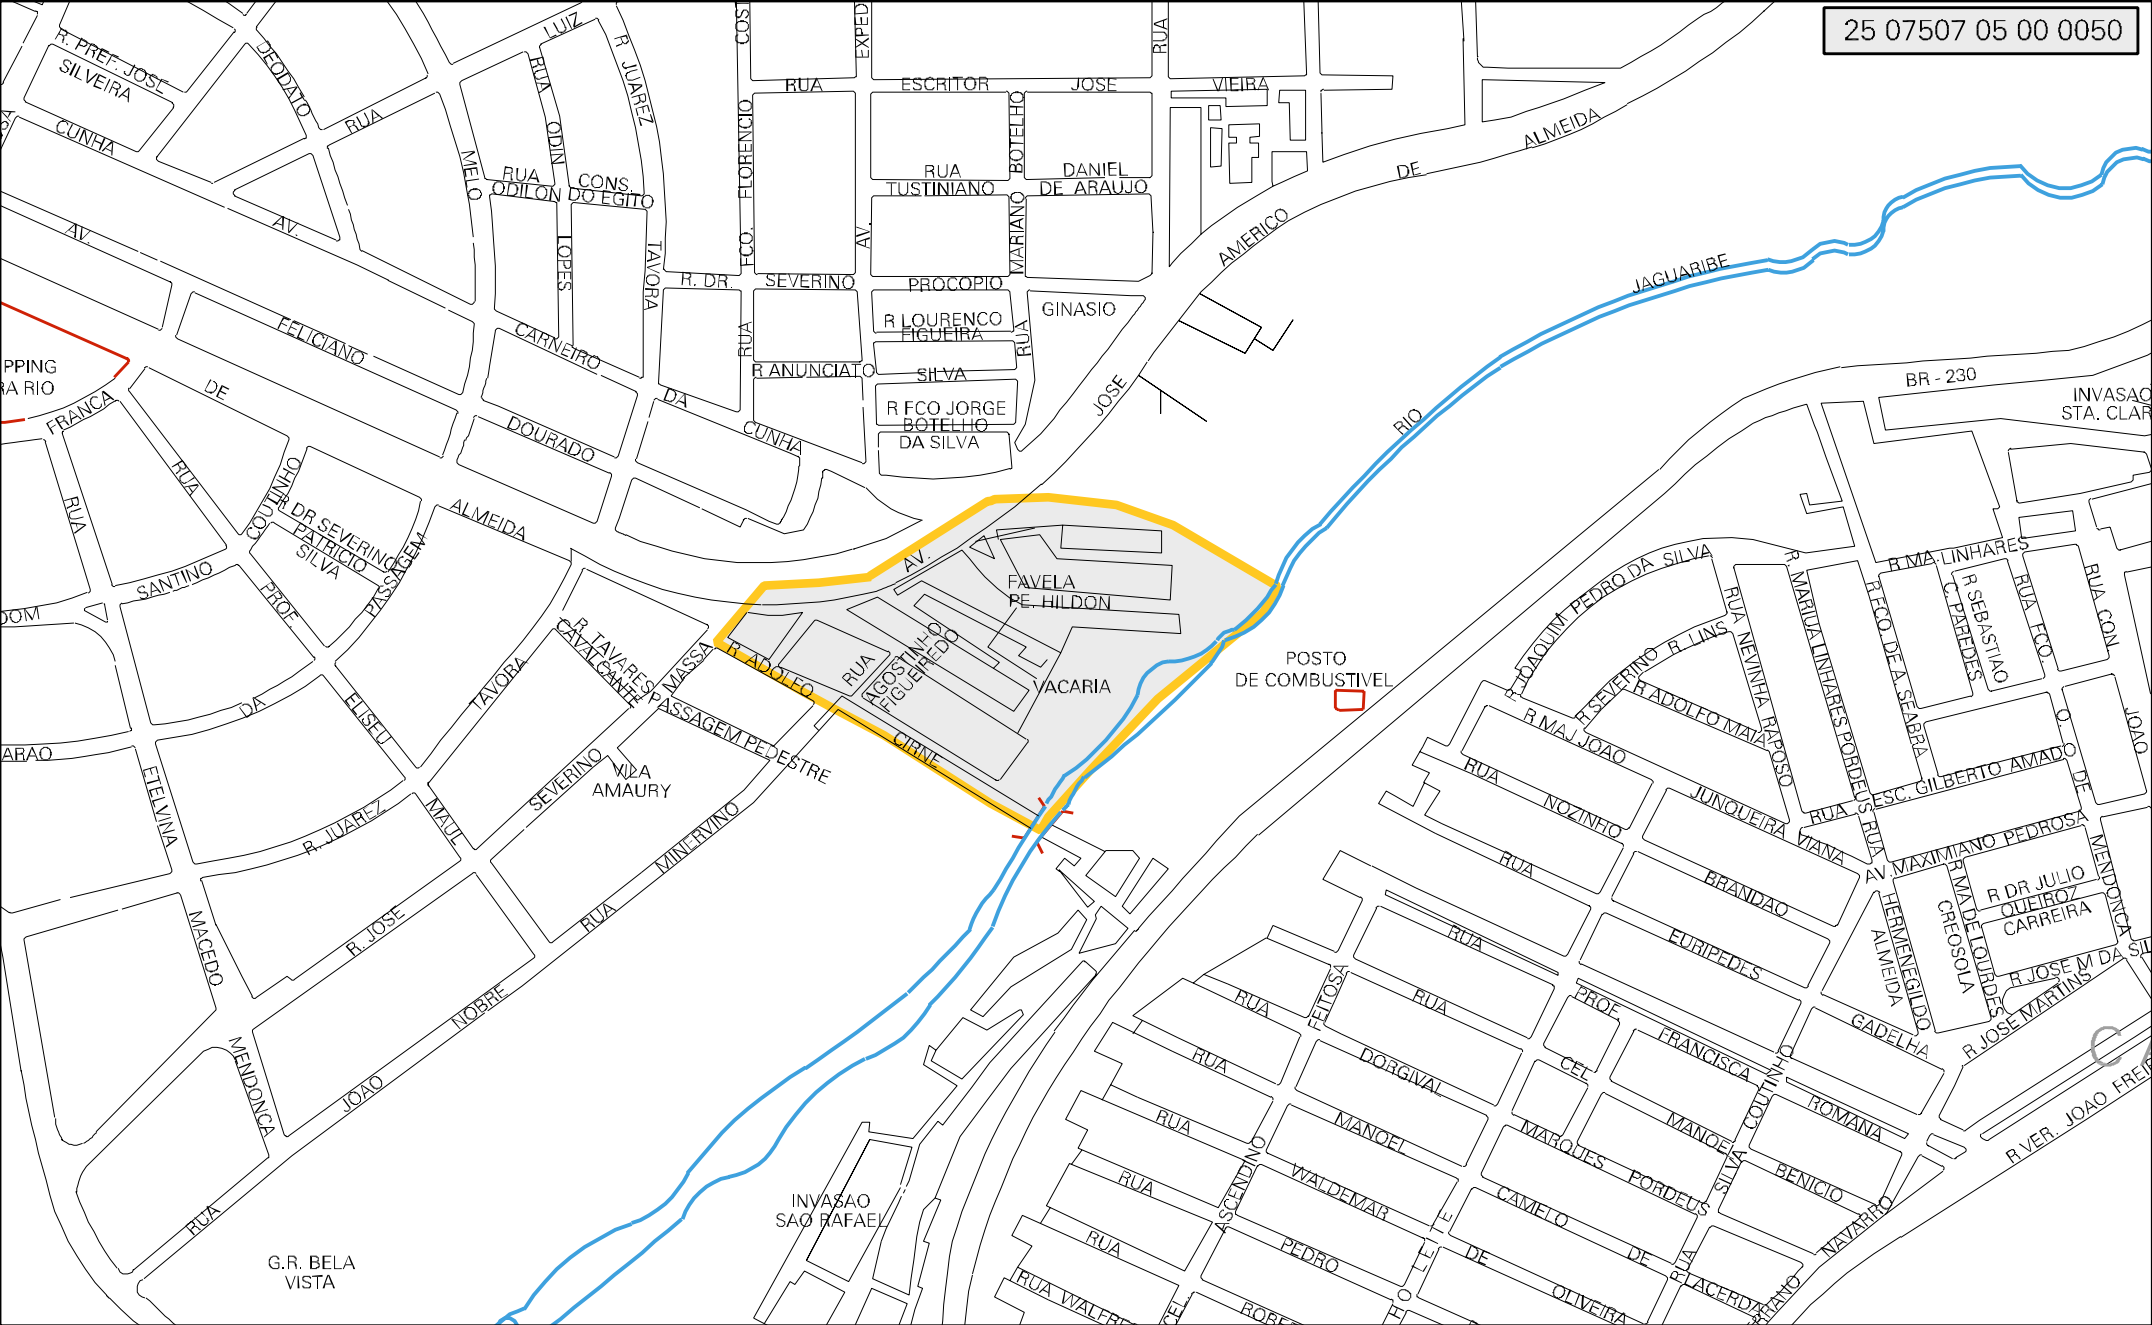 25 07507 05 00 0050
R. PREF. JOSE
SILVEIRA
DEODATO
LUIZ
RUA
CUNHA
AV.
AV.
MELO
RUA
ODIN
LOPES
R JUAREZ
TAVORA
RUA
ODILON
CONS.
DO EGITO
RUA
ESCRITOR
JOSE
VIEIRA
RUA
FLORENCIO
FCO.
RUA
AV.
BOTELHO
MARIANO
RUA
RUA
TUSTINIANO
DANIEL
DE ARAUJO
R. DR.
SEVERINO
PROCOPIO
GINASIO
R LOURENCO
FIGUEIRA
R ANUNCIATO
SILVA
R FCO JORGE
BOTELHO
DA SILVA
JOSE
AMERICO
DE
ALMEIDA
RIO
JAGUARIBE
BR - 230
INVASAO
STA. CLAR
PPING
RA RIO
FRANCA
FELICIANO
DOURADO
CARNEIRO
DA
CUNHA
DE
ALMEIDA
RUA
RUA
COUTINHO
R DR SEVERINO
PATRICIO
SILVA
PASSAGEM
SANTINO
PROF
DOM
DA
ARAO
ELISEU
MAUL
TAVORA
R. JUAREZ
ETELVINA
MACEDO
MENDONCA
R. TAVARES
CAVALCANTE
MASSA
SEVERINO
R. JOSE
PASSAGEM PEDESTRE
VILA
AMAURY
MINERVINO
RUA
NOBRE
JOAO
RUA
G.R. BELA
VISTA
AV.
FAVELA
PE. HILDON
R. ADOLFO
CIRNE
RUA
AGOSTINHO
FIGUEIREDO
VACARIA
POSTO
DE COMBUSTIVEL
INVASAO
SAO RAFAEL
R JOAQUIM PEDRO DA SILVA
R SEVERINO
R. LINS
R ADOLFO MAIA
RUA NEVINHA RAPOSO
R. MARIUA LINHARES PORDEUS
R FCO. DE A. SEABRA
R MA. LINHARES
C. PAREDES
R SEBASTIAO
RUA FCO
O.
DE
MENDONCA
RUA CON.
JOAO
R MAJ JOAO
JUNQUEIRA
VIANA
RUA
ESC. GILBERTO AMADO
RUA
AV. MAXIMIANO PEDROSA
RUA
NOZINHO
BRANDAO
RUA
EURIPEDES
GADELHA
HERMENEGILDO
ALMEIDA
CREOSOLA
R MA DE LOURDES
R DR JULIO
QUEIROZ
CARREIRA
R JOSE M DA SIL
R JOSE MARTINS
C
R VER. JOAO FREI
RUA
PROF.
FRANCISCA
ROMANA
NAVARRO
FEITOSA
ASCENDINO
RUA
CEL
MANOEL
BENICIO
COUTINHO
SILVA
RUA
RUA
DORGIVAL
MARQUES
PORDEUS
RUA
MANOEL
CAMELO
DE
LACERDA
RUA
WALDEMAR
DE
OLIVEIRA
RUA
PEDRO
LEITE
RUA WALFRE
CEL
ROBE